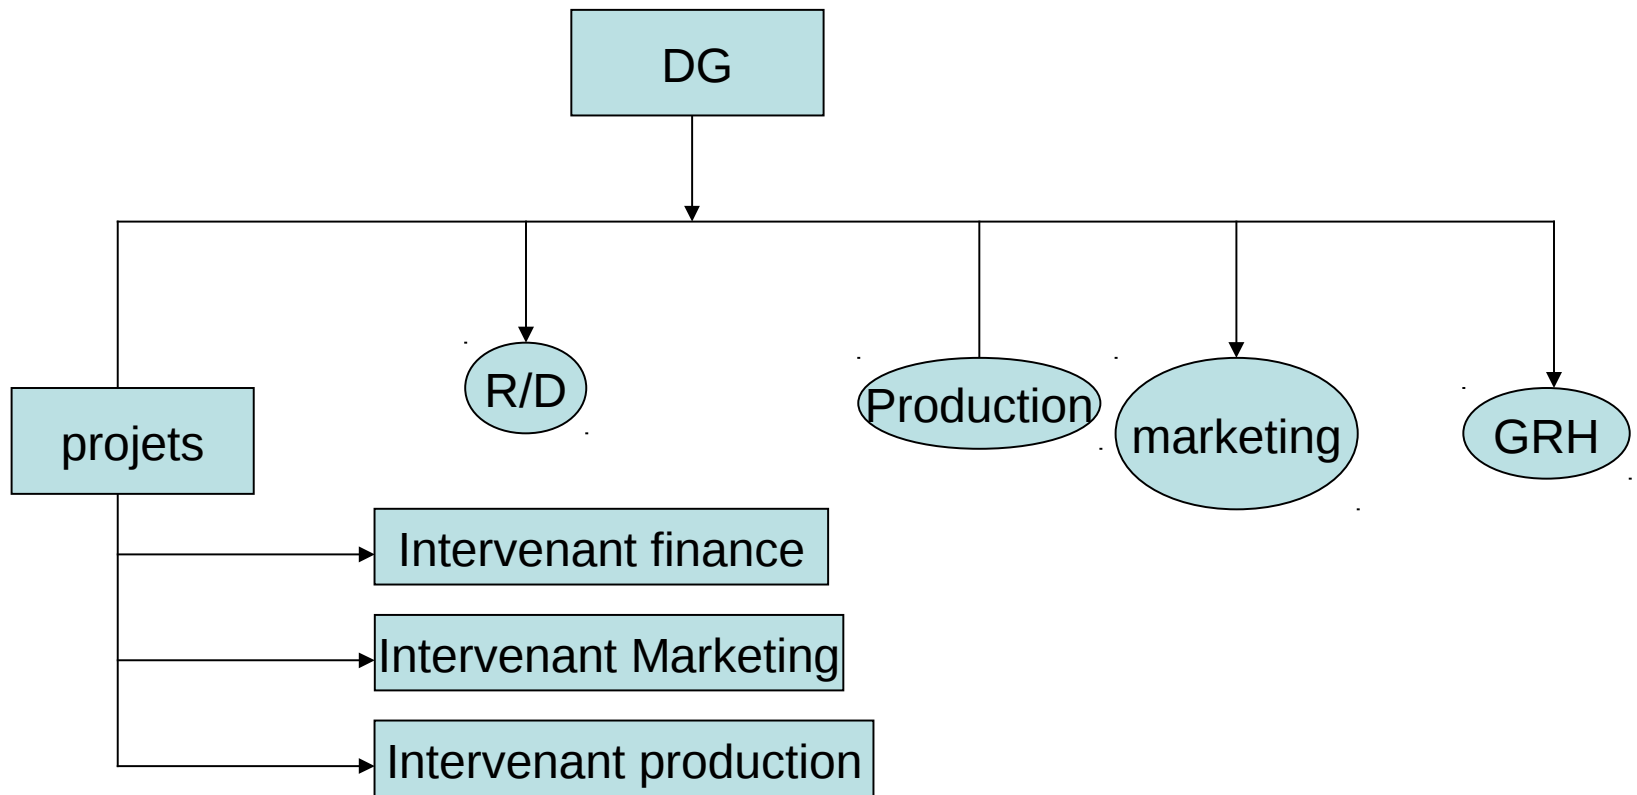 DG
projets
R/D
Production
marketing
GRH
Intervenant finance
Intervenant Marketing
Intervenant production